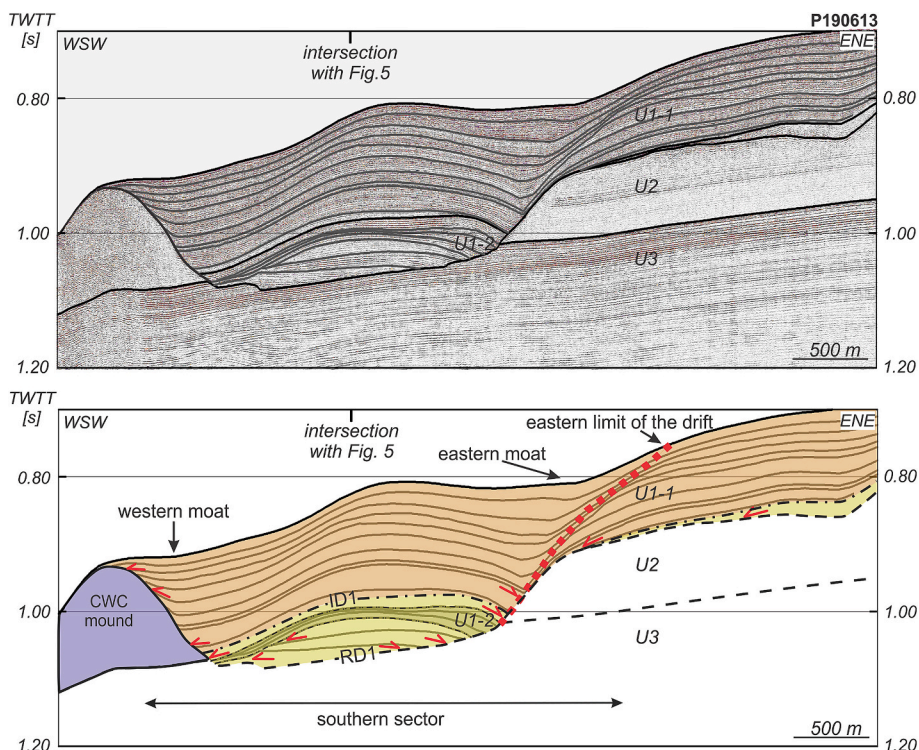 TWTT
[s]
P190613
WSW
intersection
with Fig.5
ENE
0.80
0.80
U1-1
U2
1.00
1.00
U1-2
U3
500 m
1.20
1.20
TWTT
[s]
WSW
intersection
with Fig. 5
eastern limit of the drift
ENE
eastern moat
0.80
0.80
U1-1
western moat
U2
CWC
mound
ID1
1.00
1.00
U1-2
U3
RD1
southern sector
500 m
1.20
1.20